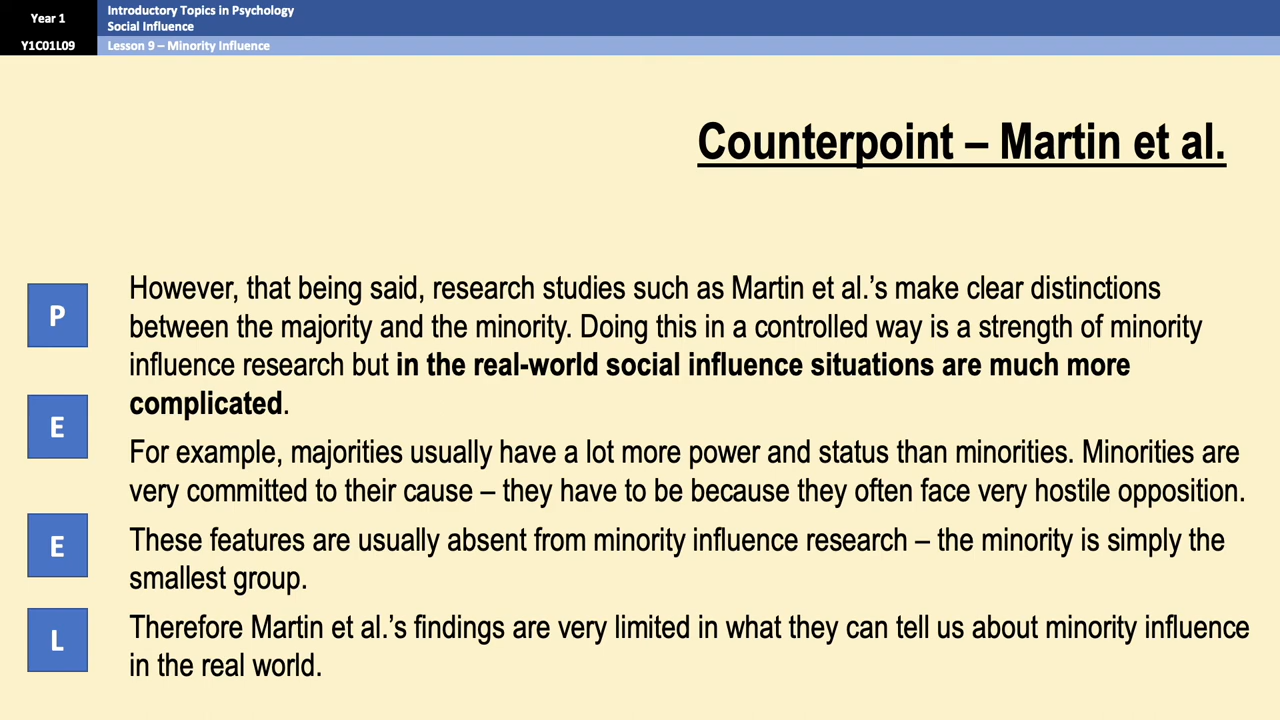 Year 1
Introductory Topics in Psychology
Social Influence
Y1C01L09
Lesson 9 – Minority Influence
Counterpoint – Martin et al.
P
However, that being said, research studies such as Martin et al.’s make clear distinctions
between the majority and the minority. Doing this in a controlled way is a strength of minority
influence research but in the real-world social influence situations are much more
complicated.
E
For example, majorities usually have a lot more power and status than minorities. Minorities are
very committed to their cause – they have to be because they often face very hostile opposition.
E
These features are usually absent from minority influence research – the minority is simply the
smallest group.
L
Therefore Martin et al.’s findings are very limited in what they can tell us about minority influence
in the real world.